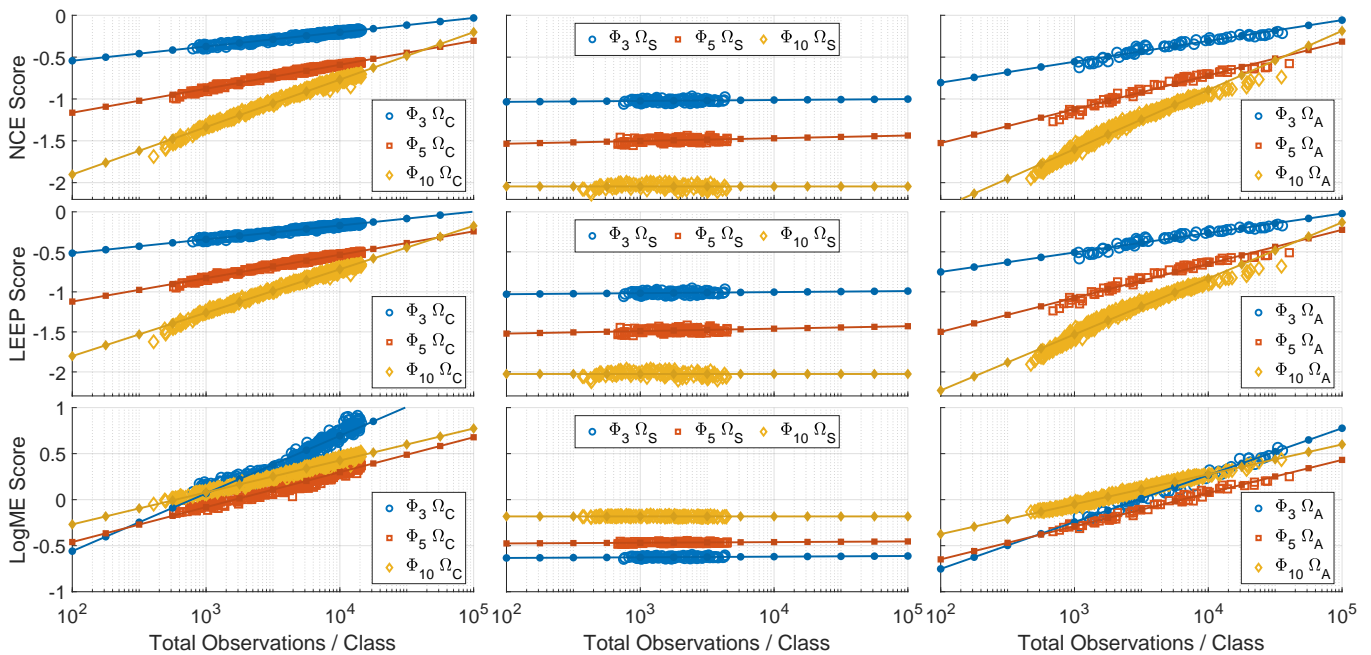 0
-0.5
-1
-1.5
-2
NCE Score
Φ3 ΩC
Φ5 ΩC
Φ10 ΩC
Φ3 ΩS Φ5 ΩS Φ10 ΩS
Φ3 ΩA
Φ5 ΩA
Φ10 ΩA
0
-0.5
-1
-1.5
-2
LEEP Score
Φ3 ΩC
Φ5 ΩC
Φ10 ΩC
Φ3 ΩS Φ5 ΩS Φ10 ΩS
Φ3 ΩA
Φ5 ΩA
Φ10 ΩA
1
0.5
0
-0.5
-1
LogME Score
Φ3 ΩC
Φ5 ΩC
Φ10 ΩC
Φ3 ΩS Φ5 ΩS Φ10 ΩS
Φ3 ΩA
Φ5 ΩA
Φ10 ΩA
10^2 10^3 10^4 10^5
10^2 10^3 10^4 10^5
10^2 10^3 10^4 10^5
Total Observations / Class
Total Observations / Class
Total Observations / Class